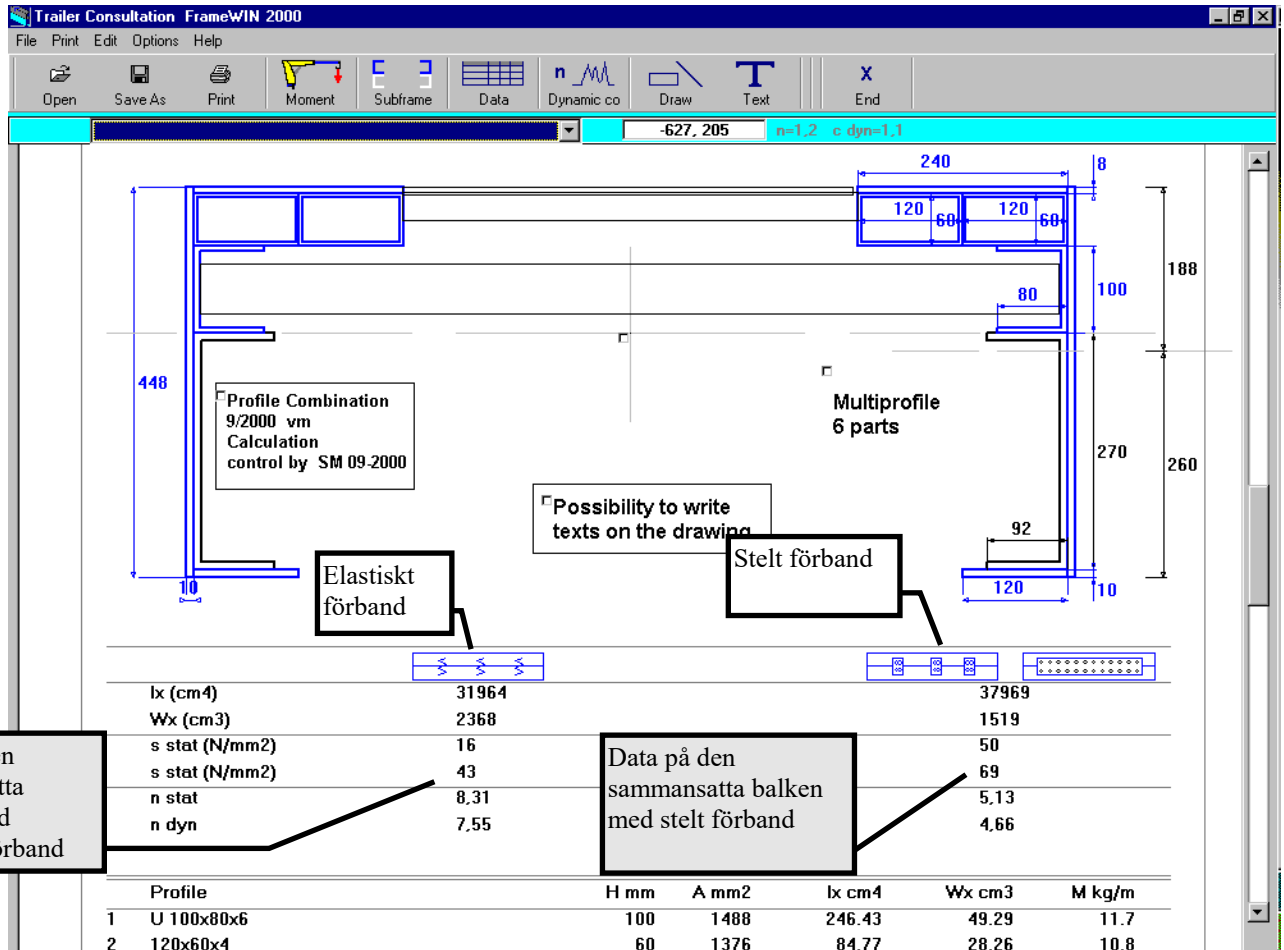 Trailer Consultation FrameWIN 2000
File Print Edit Options Help
Open Save As Print Moment Subframe Data n Dynamic co Draw T Text X End
-627, 205 n=1,2 c dyn=1,1
240 8
120 60 120 60
188
80 100
448
Profile Combination
9/2000 vm
Calculation
control by SM 09-2000
Multiprofile
6 parts
270 260
Possibility to write
texts on the drawing
92
Elastiskt
förband
Stelt förband
10 120 10
Ix (cm4) 31964 37969
Wx (cm3) 2368 1519
s stat (N/mm2) 16 50
s stat (N/mm2) 43 69
n stat 8,31 5,13
n dyn 7,55 4,66
en
tta
d
örband
Data på den
sammansatta balken
med stelt förband
Profile H mm A mm2 Ix cm4 Wx cm3 M kg/m
1 U 100x80x6 100 1488 246.43 49.29 11.7
2 120x60x4 60 1376 84.77 28.26 10.8